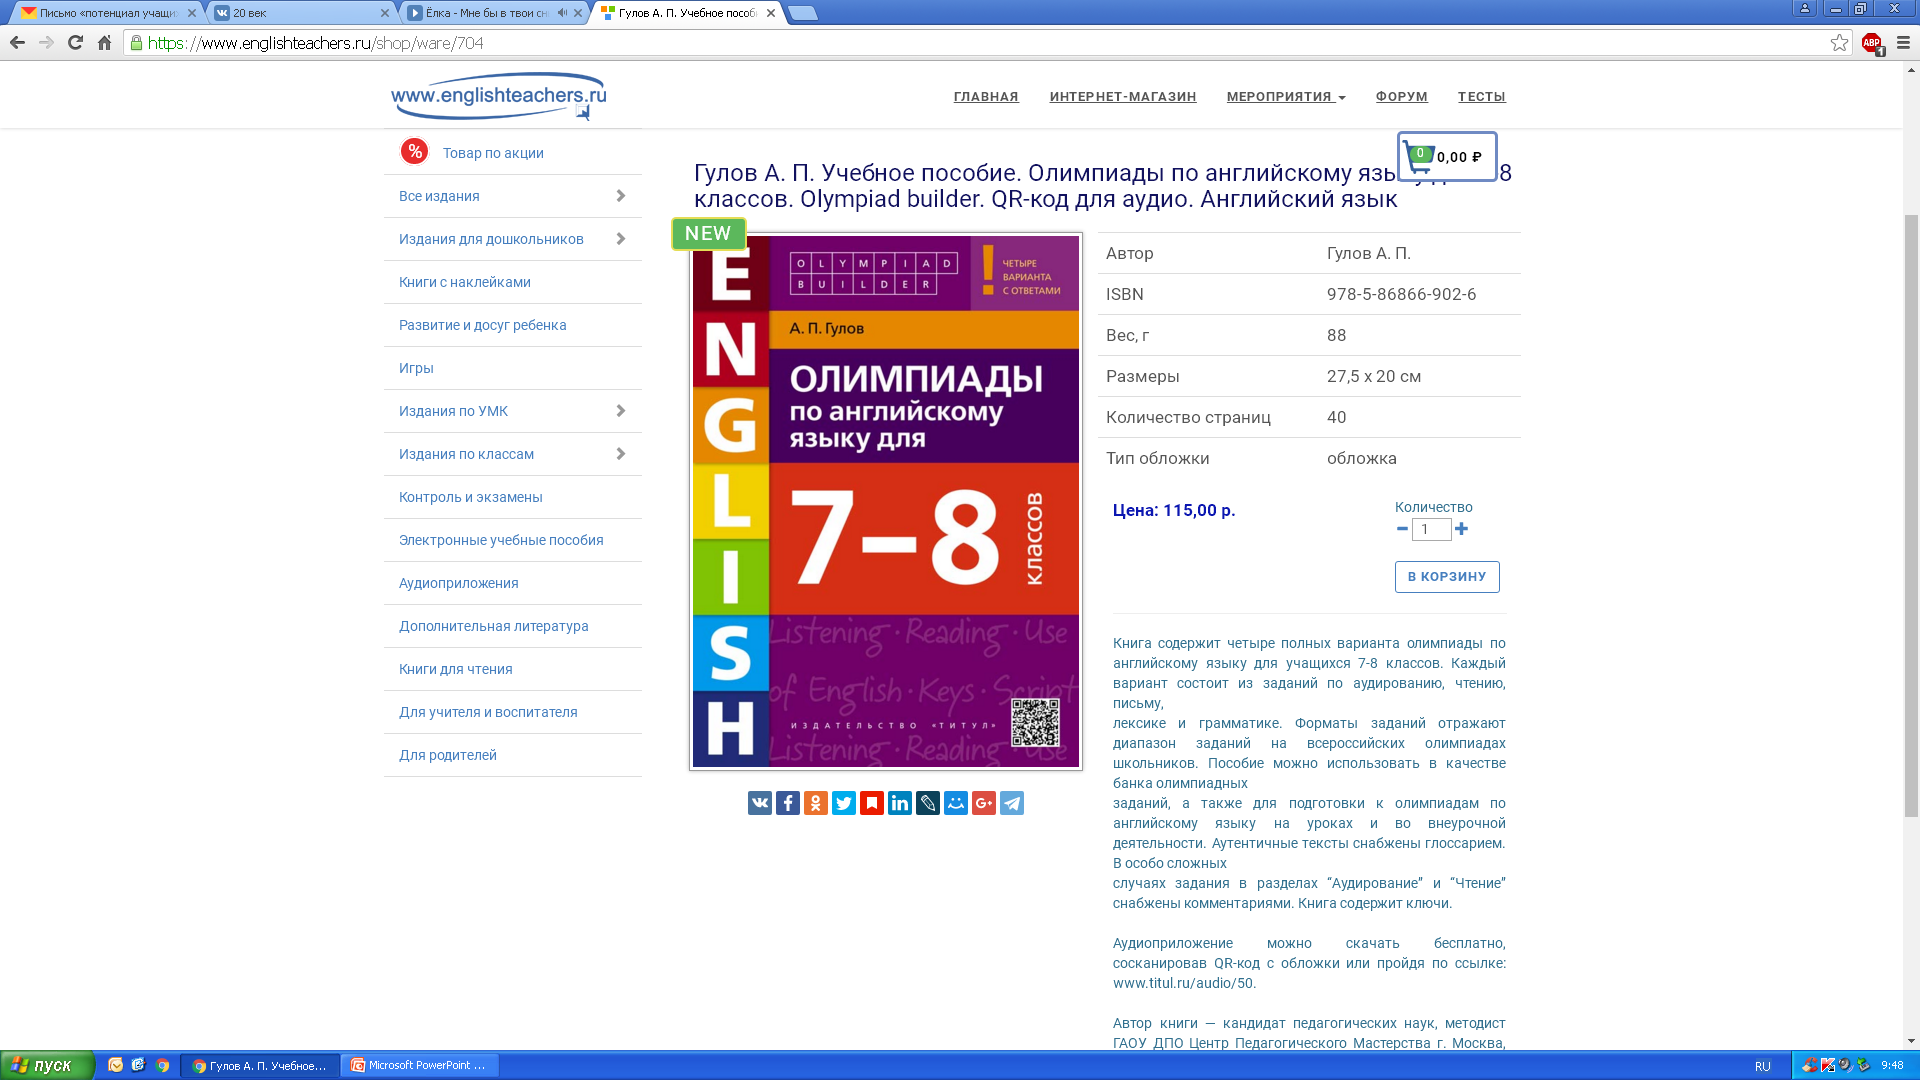 Письмо «потенциал учащи
20 век
Ёлка - Мне бы в твои сн
Гулов А. П. Учебное пособи
https://www.englishteachers.ru/shop/ware/704
ABP
1
www.englishteachers.ru
ГЛАВНАЯ
ИНТЕРНЕТ-МАГАЗИН
МЕРОПРИЯТИЯ
ФОРУМ
ТЕСТЫ
0
0,00 ₽
%
Товар по акции
Все издания
Издания для дошкольников
Книги с наклейками
Развитие и досуг ребенка
Игры
Издания по УМК
Издания по классам
Контроль и экзамены
Электронные учебные пособия
Аудиоприложения
Дополнительная литература
Книги для чтения
Для учителя и воспитателя
Для родителей
Гулов А. П. Учебное пособие. Олимпиады по английскому 8
классов. Olympiad builder. QR-код для аудио. Английский язык
NEW
ENGLISH
OLYMPIAD
BUILDER
!
ЧЕТЫРЕ
ВАРИАНТА
С ОТВЕТАМИ
А. П. Гулов
ОЛИМПИАДЫ
по английскому
языку для
7–8
классов
Listening · Reading · Use
of English · Keys · Script
ИЗДАТЕЛЬСТВО «ТИТУЛ»
Listening · Reading · Use
Автор Гулов А. П.
ISBN 978-5-86866-902-6
Вес, г 88
Размеры 27,5 x 20 см
Количество страниц 40
Тип обложки обложка
Цена: 115,00 р.
Количество
1
В КОРЗИНУ
Книга содержит четыре полных варианта олимпиады по
английскому языку для учащихся 7-8 классов. Каждый
вариант состоит из заданий по аудированию, чтению,
письму,
лексике и грамматике. Форматы заданий отражают
диапазон заданий на всероссийских олимпиадах
школьников. Пособие можно использовать в качестве
банка олимпиадных
заданий, а также для подготовки к олимпиадам по
английскому языку на уроках и во внеурочной
деятельности. Аутентичные тексты снабжены глоссарием.
В особо сложных
случаях задания в разделах “Аудирование” и “Чтение”
снабжены комментариями. Книга содержит ключи.
Аудиоприложение можно скачать бесплатно,
сосканировав QR-код с обложки или пройдя по ссылке:
www.titul.ru/audio/50.
Автор книги — кандидат педагогических наук, методист
ГАОУ ДПО Центр Педагогического Мастерства г. Москва,
пуск
Гулов А. П. Учебное...
Microsoft PowerPoint ...
RU
9:48